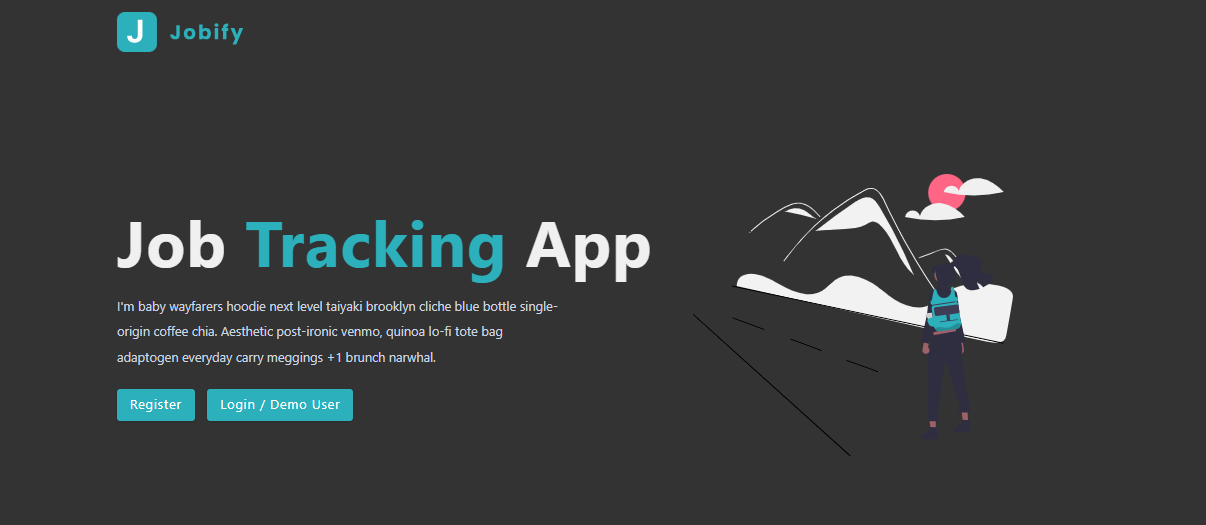 J Jobify
Job Tracking App
I'm baby wayfarers hoodie next level taiyaki brooklyn cliche blue bottle single-
origin coffee chia. Aesthetic post-ironic venmo, quinoa lo-fi tote bag
adaptogen everyday carry meggings +1 brunch narwhal.
Register Login / Demo User